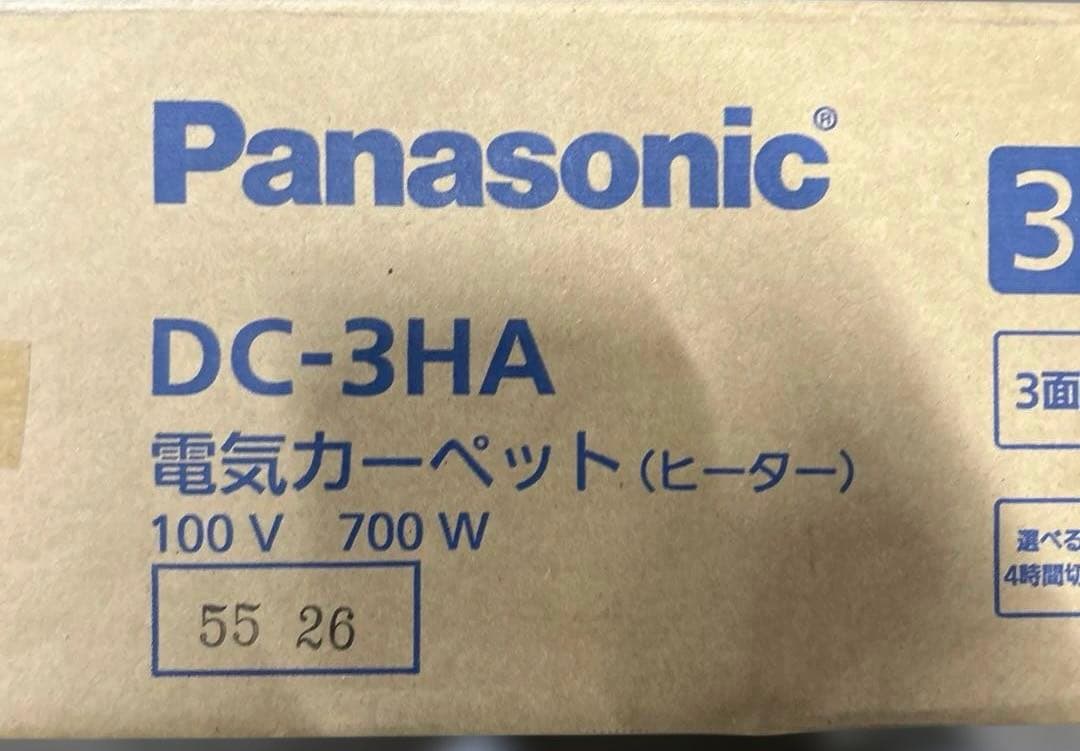 Panasonic®
DC-3HA
電気カーペット(ヒーター)
100 V 700 W
55 26
3
3面
選べる
4時間切